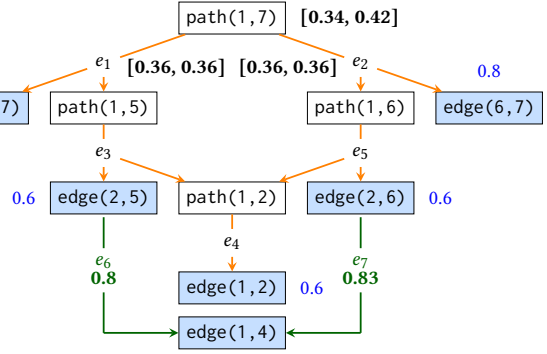 path(1,7) [0.34, 0.42]
e1 [0.36, 0.36] [0.36, 0.36] e2 0.8
7) path(1,5) path(1,6) edge(6,7)
e3 e5
0.6 edge(2,5) path(1,2) edge(2,6) 0.6
e4
e6 e7
0.8 edge(1,2) 0.6 0.83
edge(1,4)